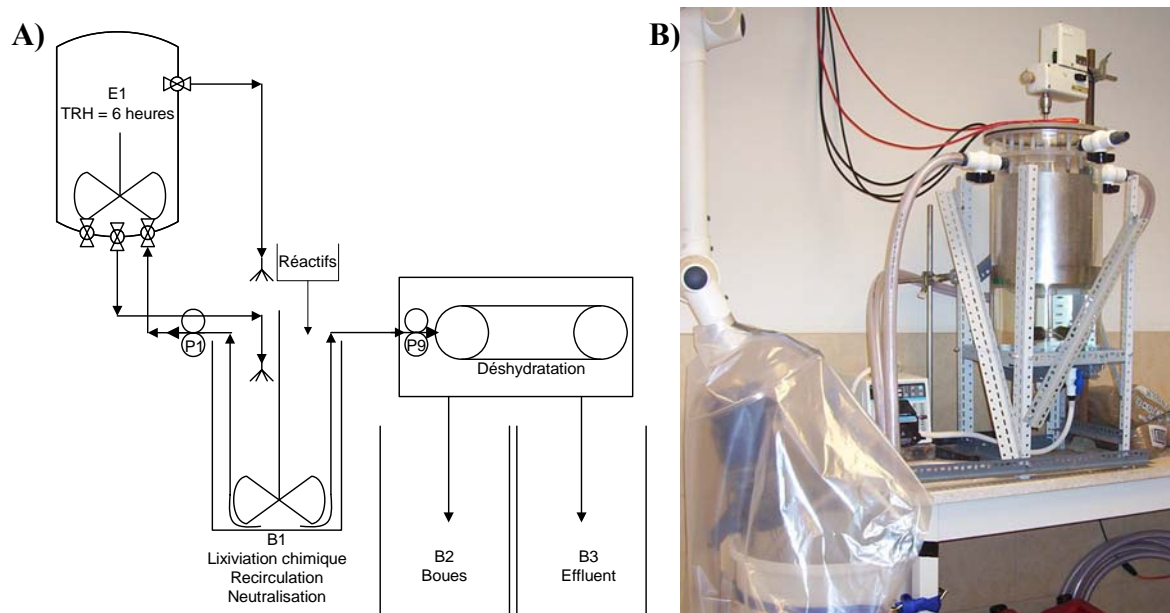 A)
B)
E1
TRH = 6 heures
Réactifs
P1
P9
Déshydratation
B1
Lixiviation chimique
Recirculation
Neutralisation
B2
Boues
B3
Effluent